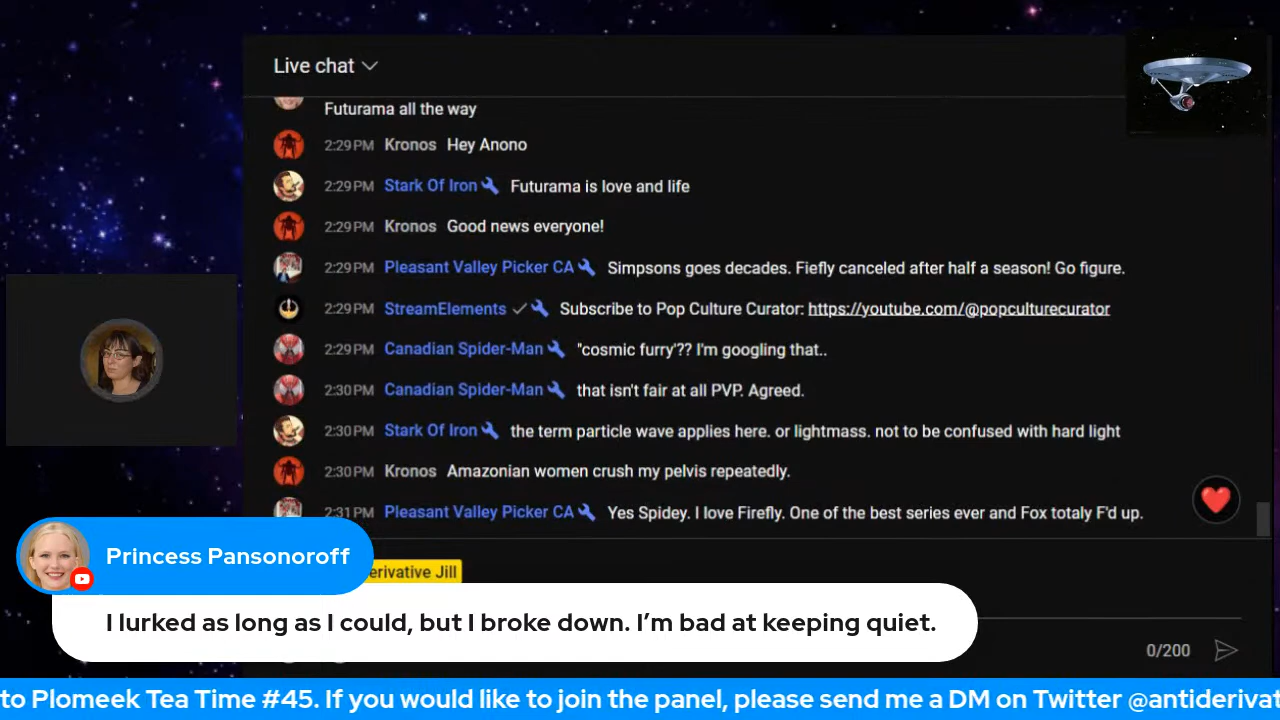 Live chat
Futurama all the way
2:29 PM Kronos Hey Anono
2:29 PM Stark Of Iron Futurama is love and life
2:29 PM Kronos Good news everyone!
2:29 PM Pleasant Valley Picker CA Simpsons goes decades. Fiefly canceled after half a season! Go figure.
2:29 PM StreamElements Subscribe to Pop Culture Curator: https://youtube.com/@popculturecurator
2:29 PM Canadian Spider-Man "cosmic furry'?? I'm googling that..
2:30 PM Canadian Spider-Man that isn't fair at all PVP. Agreed.
2:30 PM Stark Of Iron the term particle wave applies here. or lightmass. not to be confused with hard light
2:30 PM Kronos Amazonian women crush my pelvis repeatedly.
2:31 PM Pleasant Valley Picker CA Yes Spidey. I love Firefly. One of the best series ever and Fox totaly F'd up.
Princess Pansonoroff
erivative Jill
I lurked as long as I could, but I broke down. I’m bad at keeping quiet.
0/200
to Plomeek Tea Time #45. If you would like to join the panel, please send me a DM on Twitter @antiderivat